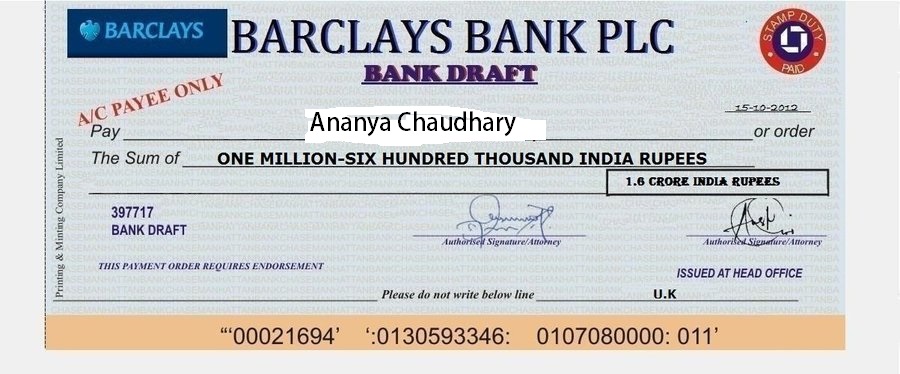 BARCLAYS
BARCLAYS BANK PLC
BANK DRAFT
STAMP DUTY
PAID
A/C PAYEE ONLY
15-10-2012
Pay Ananya Chaudhary or order
The Sum of ONE MILLION-SIX HUNDRED THOUSAND INDIA RUPEES
1.6 CRORE INDIA RUPEES
397717
BANK DRAFT
Authorised Signature/Attorney
Authorised Signature/Attorney
THIS PAYMENT ORDER REQUIRES ENDORSEMENT
ISSUED AT HEAD OFFICE
Please do not write below line
U.K
Printing & Minting Company Limited
“‘00021694’ ‘:0130593346: 0107080000: 011’